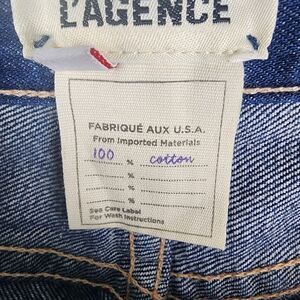 L'AGENCE
FABRIQUÉ AUX U.S.A.
From Imported Materials
100 % cotton
%
%
%
See Care Label
For Wash Instructions